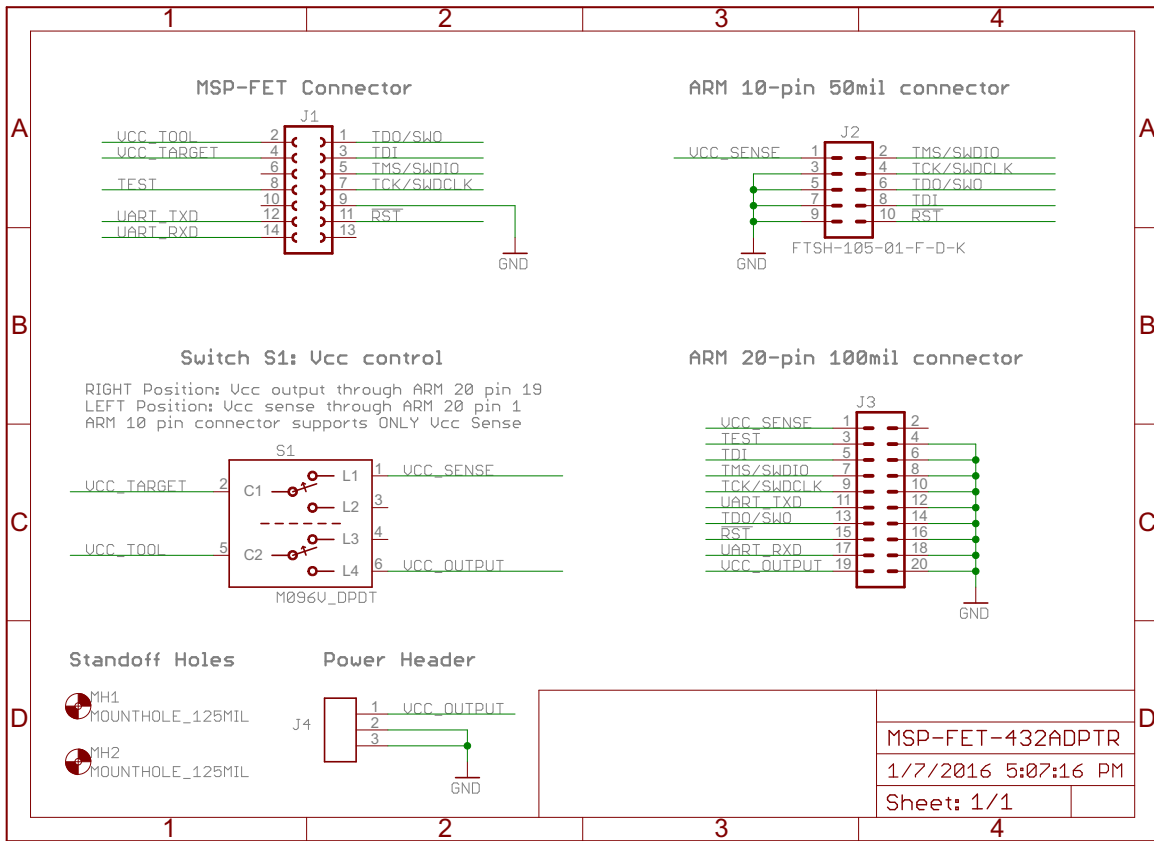 1 2 3 4
A A
B B
C C
D D
1 2 3 4
MSP-FET Connector
J1
VCC_TOOL 2 1 TDO/SWO
VCC_TARGET 4 3 TDI
6 5 TMS/SWDIO
TEST 8 7 TCK/SWDCLK
10 9
UART_TXD 12 11 RST
UART_RXD 14 13
GND
ARM 10-pin 50mil connector
J2
VCC_SENSE 1 2 TMS/SWDIO
3 4 TCK/SWDCLK
5 6 TDO/SWO
7 8 TDI
9 10 RST
GND FTSH-105-01-F-D-K
Switch S1: Vcc control
RIGHT Position: Vcc output through ARM 20 pin 19
LEFT Position: Vcc sense through ARM 20 pin 1
ARM 10 pin connector supports ONLY Vcc Sense
S1
L1 1 VCC_SENSE
VCC_TARGET 2 C1
L2 3
L3 4
VCC_TOOL 5 C2
L4 6 VCC_OUTPUT
M096V_DPDT
ARM 20-pin 100mil connector
J3
VCC_SENSE 1 2
TEST 3 4
TDI 5 6
TMS/SWDIO 7 8
TCK/SWDCLK 9 10
UART_TXD 11 12
TDO/SWO 13 14
RST 15 16
UART_RXD 17 18
VCC_OUTPUT 19 20
GND
Standoff Holes
MH1
MOUNTHOLE_125MIL
MH2
MOUNTHOLE_125MIL
Power Header
J4
1 VCC_OUTPUT
2
3
GND
MSP-FET-432ADPTR
1/7/2016 5:07:16 PM
Sheet: 1/1